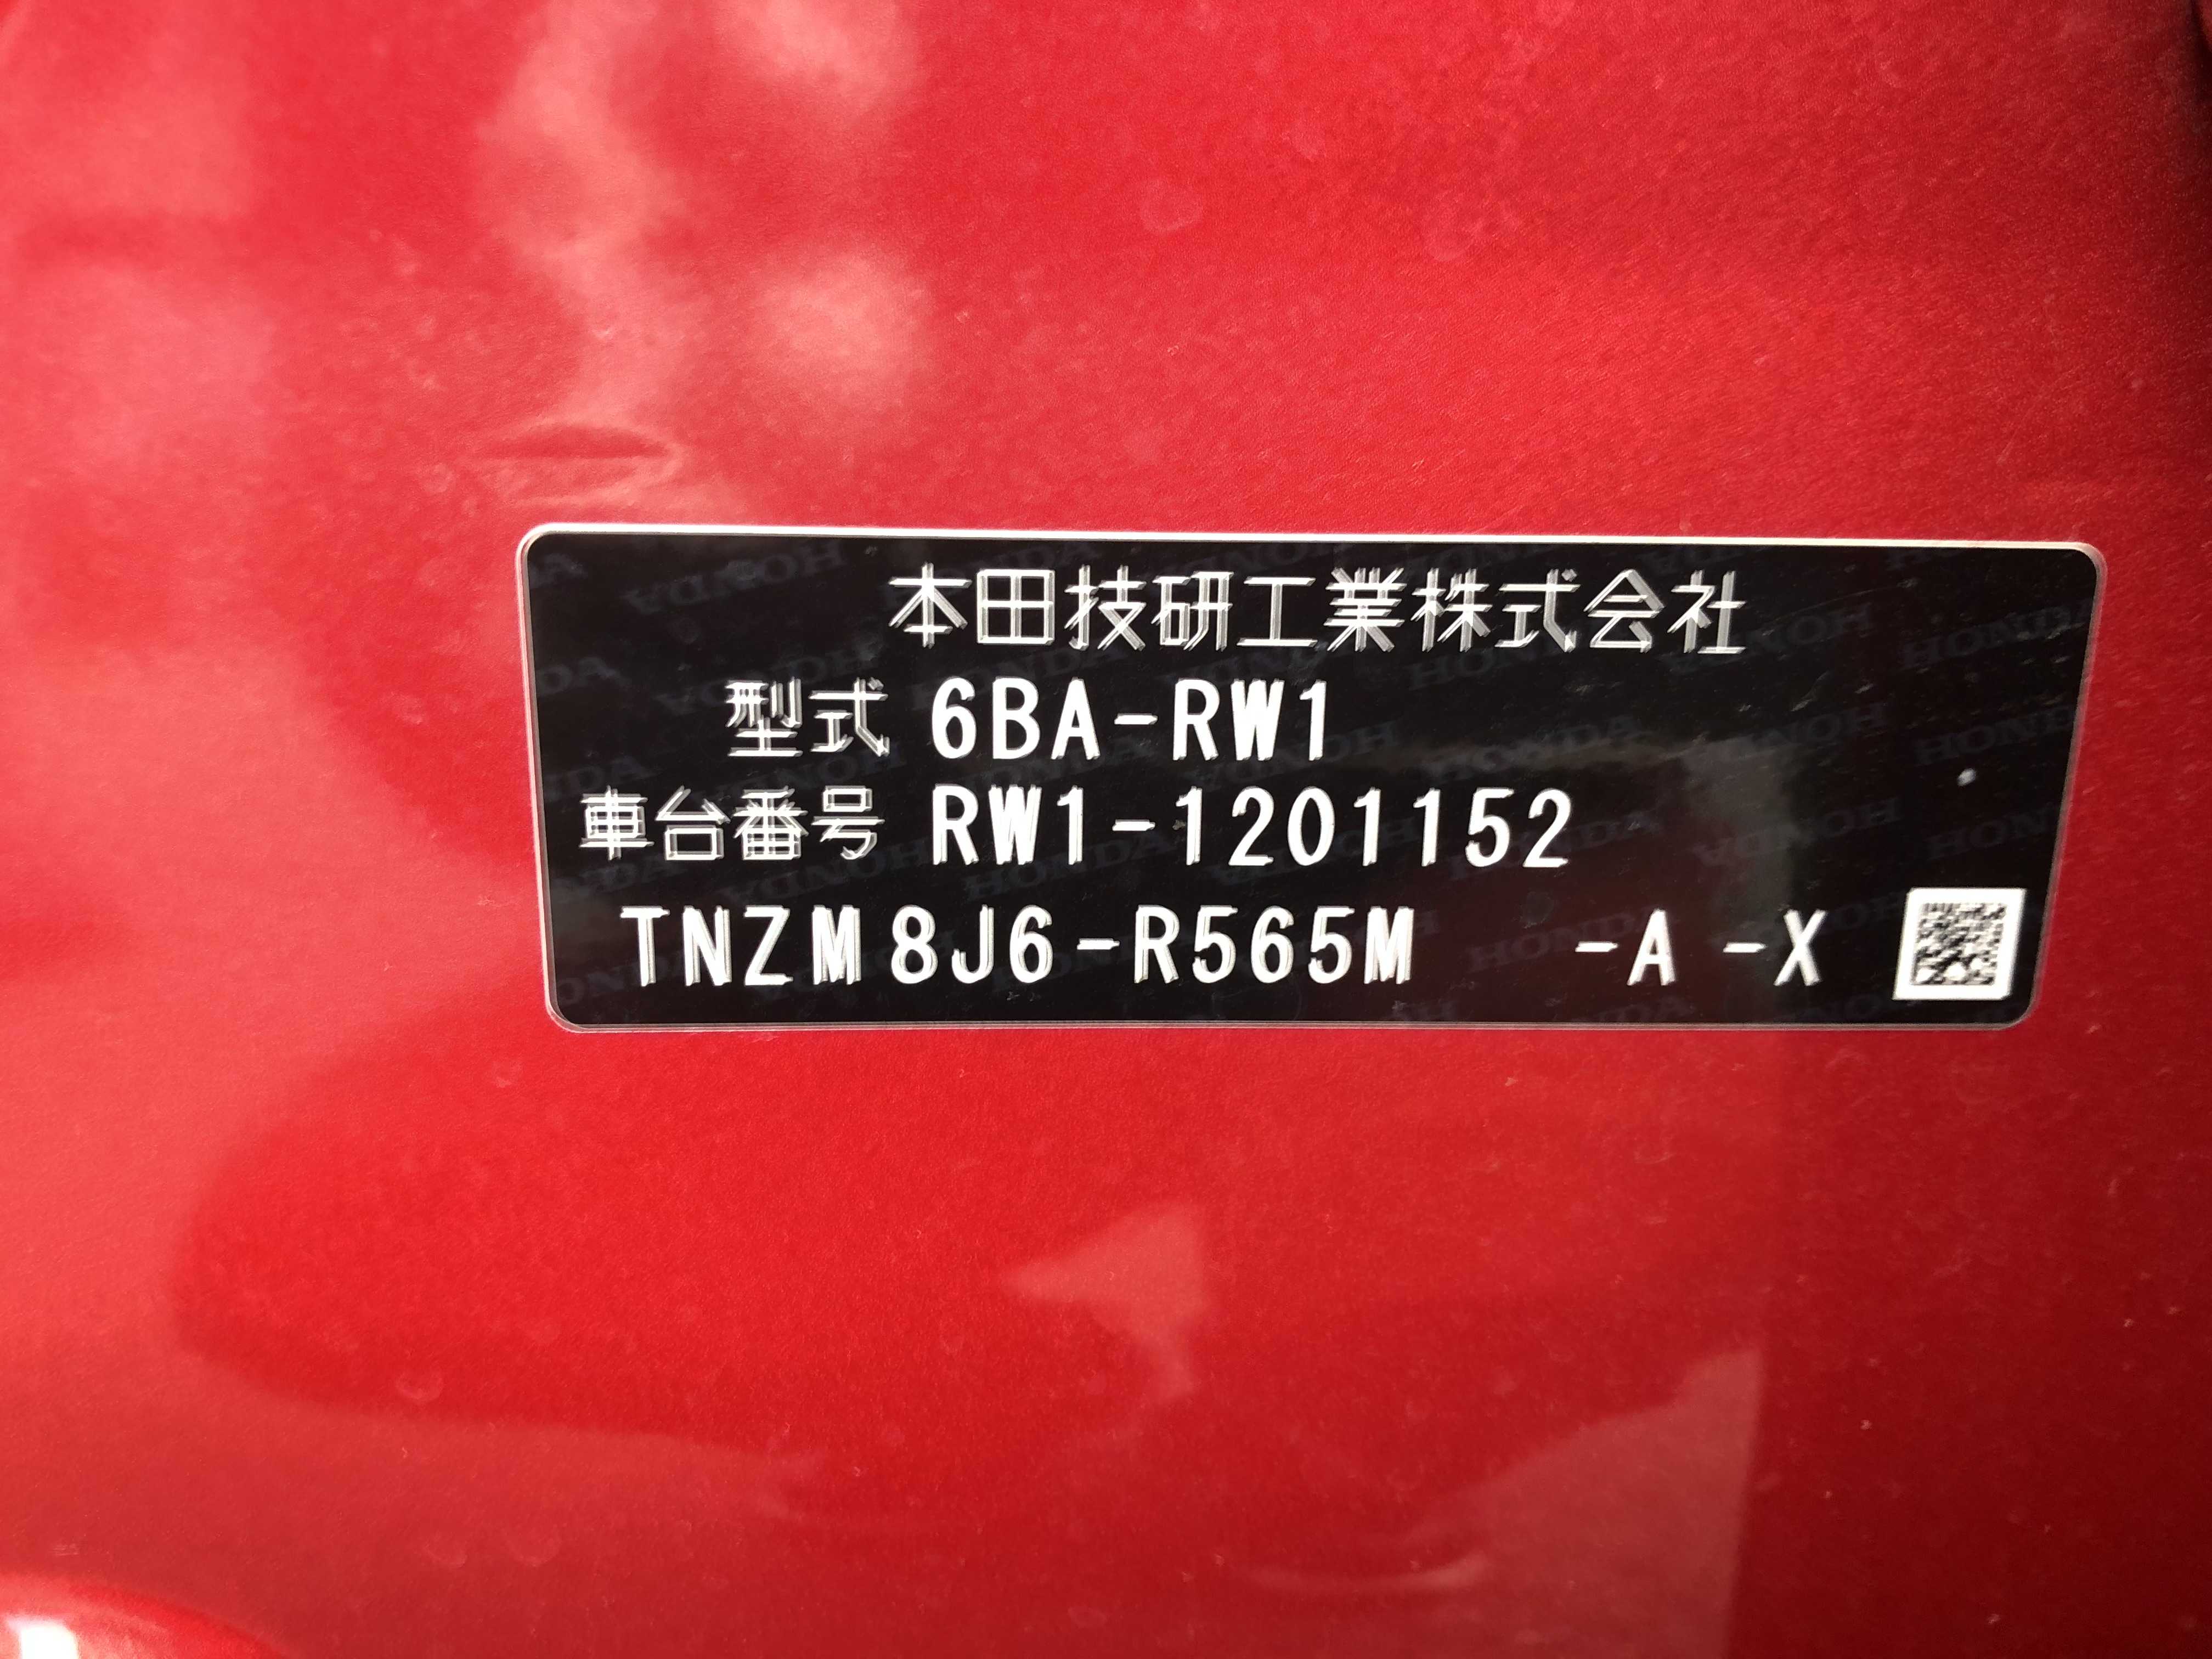 本田技研工業株式会社
型式 6BA-RW1
車台番号 RW1-1201152
TNZM8J6-R565M -A -X